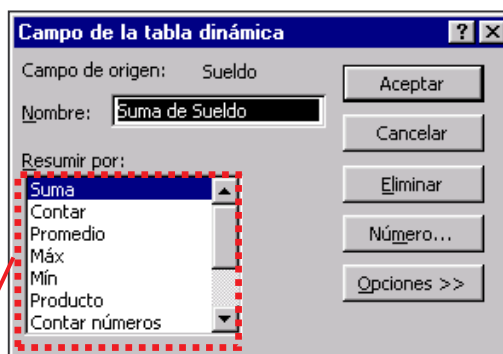 Campo de la tabla dinámica
Campo de origen: Sueldo
Nombre: Suma de Sueldo
Resumir por:
Suma
Contar
Promedio
Máx
Mín
Producto
Contar números
Aceptar
Cancelar
Eliminar
Número...
Opciones >>